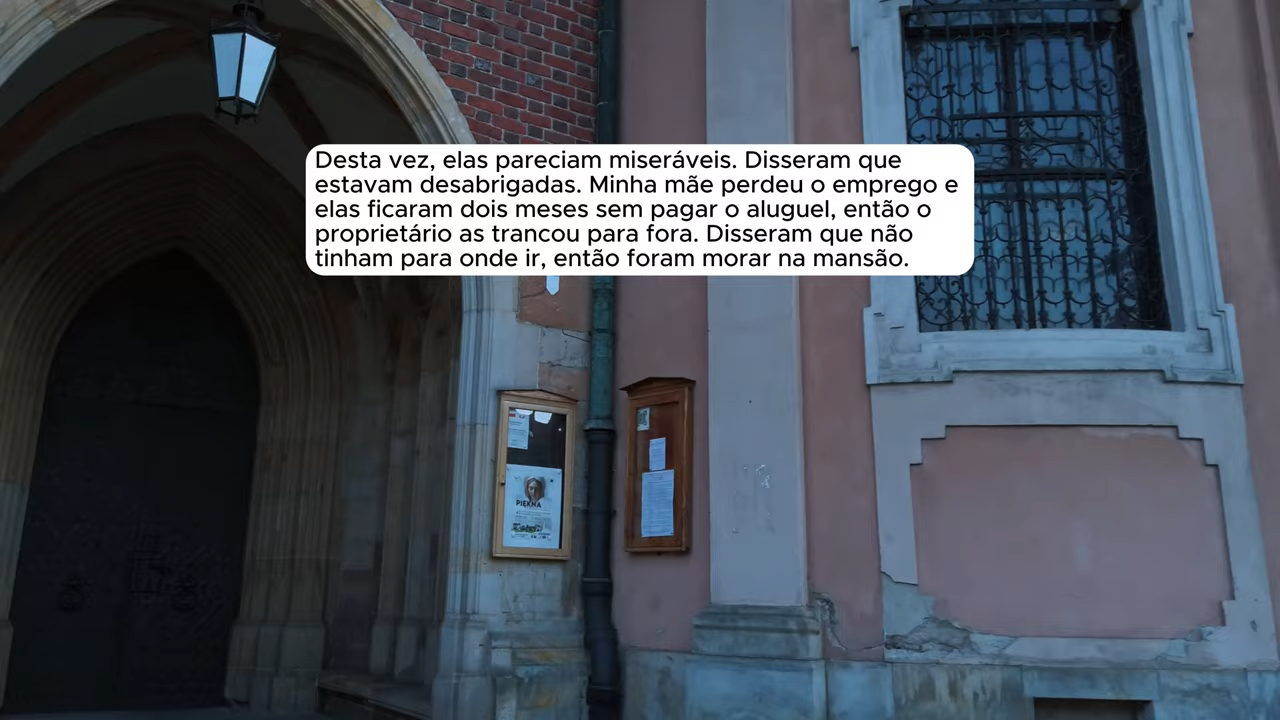 Desta vez, elas pareciam miseráveis. Disseram que
estavam desabrigadas. Minha mãe perdeu o emprego e
elas ficaram dois meses sem pagar o aluguel, então o
proprietário as trancou para fora. Disseram que não
tinham para onde ir, então foram morar na mansão.
PIĘKNA